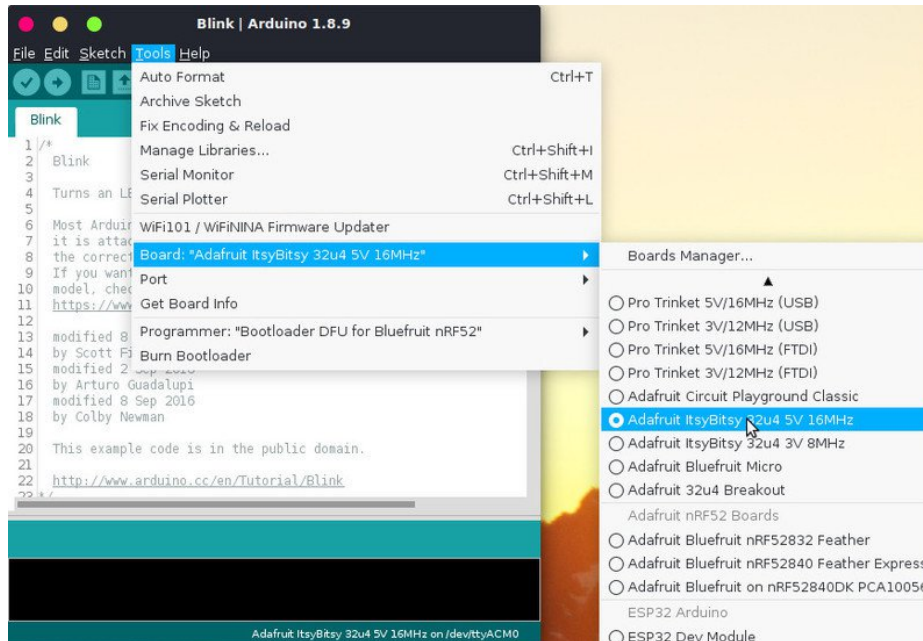 Blink | Arduino 1.8.9
File Edit Sketch Tools Help
Auto Format Ctrl+T
Archive Sketch
Fix Encoding & Reload
Manage Libraries... Ctrl+Shift+I
Serial Monitor Ctrl+Shift+M
Serial Plotter Ctrl+Shift+L
WiFi101 / WiFiNINA Firmware Updater
Board: "Adafruit ItsyBitsy 32u4 5V 16MHz"
Port
Get Board Info
Programmer: "Bootloader DFU for Bluefruit nRF52"
Burn Bootloader
Boards Manager...
Pro Trinket 5V/16MHz (USB)
Pro Trinket 3V/12MHz (USB)
Pro Trinket 5V/16MHz (FTDI)
Pro Trinket 3V/12MHz (FTDI)
Adafruit Circuit Playground Classic
Adafruit ItsyBitsy 32u4 5V 16MHz
Adafruit ItsyBitsy 32u4 3V 8MHz
Adafruit Bluefruit Micro
Adafruit 32u4 Breakout
Adafruit nRF52 Boards
Adafruit Bluefruit nRF52832 Feather
Adafruit Bluefruit nRF52840 Feather Express
Adafruit Bluefruit on nRF52840DK PCA10056
ESP32 Arduino
ESP32 Dev Module
Blink
1 /*
2 Blink
3
4 Turns an LE
5
6 Most Arduin
7 it is attac
8 the correct
9 If you want
10 model, chec
11 https://www
12
13 modified 8
14 by Scott Fi
15 modified 2 Sep 2016
16 by Arturo Guadalupi
17 modified 8 Sep 2016
18 by Colby Newman
19
20 This example code is in the public domain.
21
22 http://www.arduino.cc/en/Tutorial/Blink
23 */
Adafruit ItsyBitsy 32u4 5V 16MHz on /dev/ttyACM0